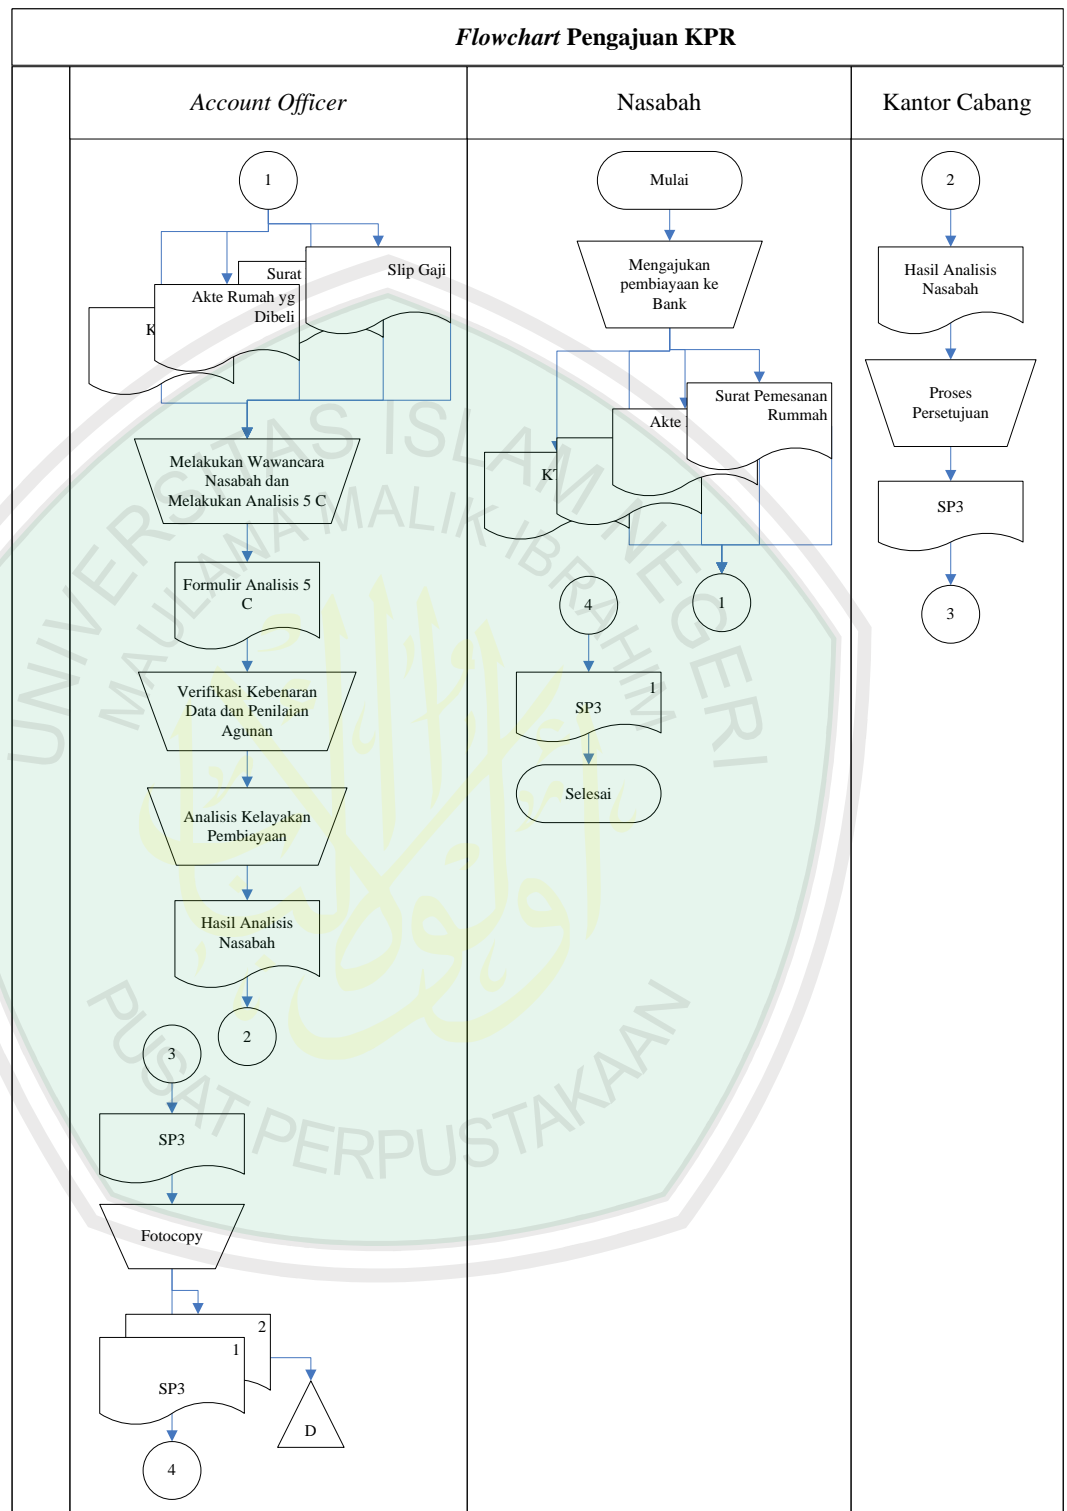 Flowchart Pengajuan KPR
Account Officer
Nasabah
Kantor Cabang
1
Surat
Slip Gaji
Akte Rumah yg
Dibeli
K
Melakukan Wawancara
Nasabah dan
Melakukan Analisis 5 C
Formulir Analisis 5
C
Verifikasi Kebenaran
Data dan Penilaian
Agunan
Analisis Kelayakan
Pembiayaan
Hasil Analisis
Nasabah
2
3
SP3
Fotocopy
2
1
SP3
D
4
Mulai
Mengajukan
pembiayaan ke
Bank
Surat Pemesanan
Rummah
Akte
KT
4
1
1
SP3
Selesai
2
Hasil Analisis
Nasabah
Proses
Persetujuan
SP3
3
UNIVERSITAS ISLAM NEGERI
MAULANA MALIK IBRAHIM
PUSAT PERPUSTAKAAN